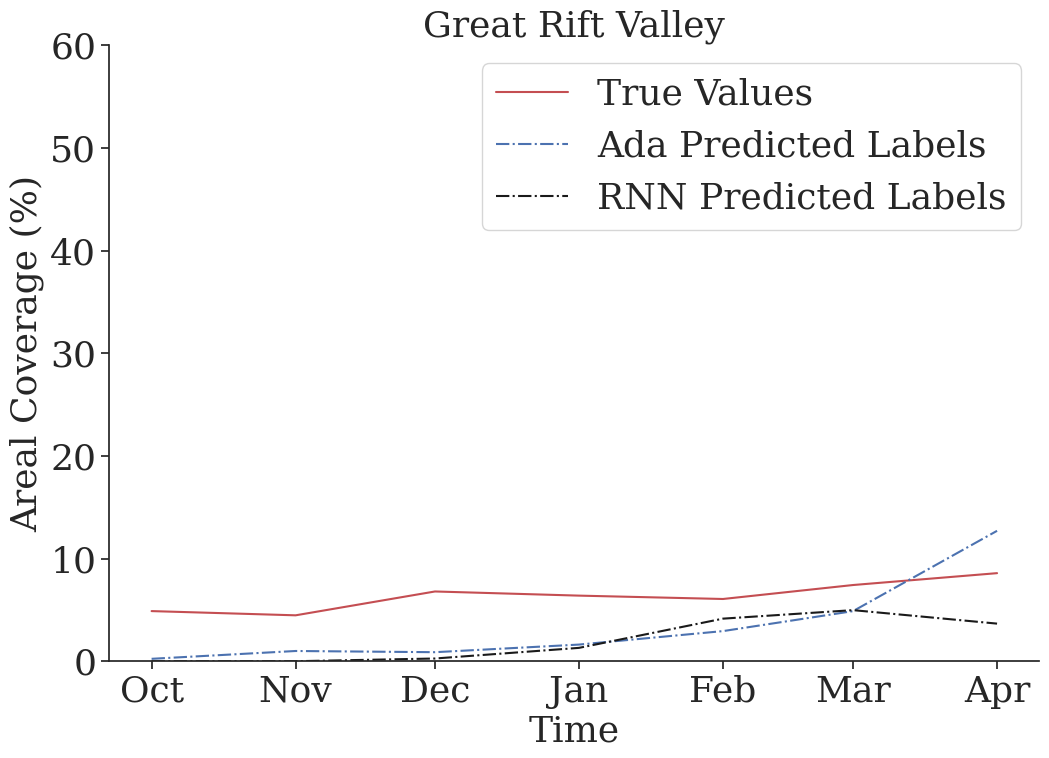 Great Rift Valley
60
50
40
30
20
10
0
Areal Coverage (%)
True Values
Ada Predicted Labels
RNN Predicted Labels
Oct Nov Dec Jan Feb Mar Apr
Time